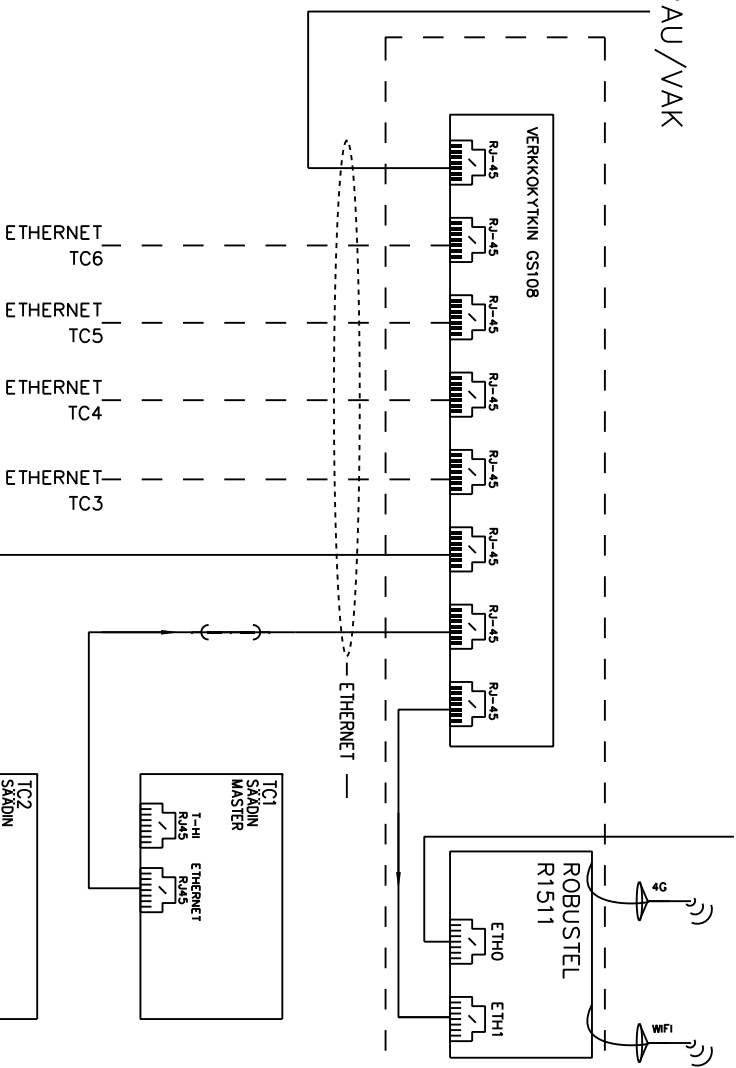 AU/VAK
VERKKOKYTKIN GS108
RJ-45
RJ-45
RJ-45
RJ-45
RJ-45
RJ-45
RJ-45
RJ-45
ETHERNET
TC6
ETHERNET
TC5
ETHERNET
TC4
ETHERNET
TC3
ETHERNET
TC1
SÄÄDIN
MASTER
T-HI
RJ45
ETHERNET
RJ45
TC2
SÄÄDIN
ROBUSTEL
R1511
ETH0
ETH1
4G
WIFI